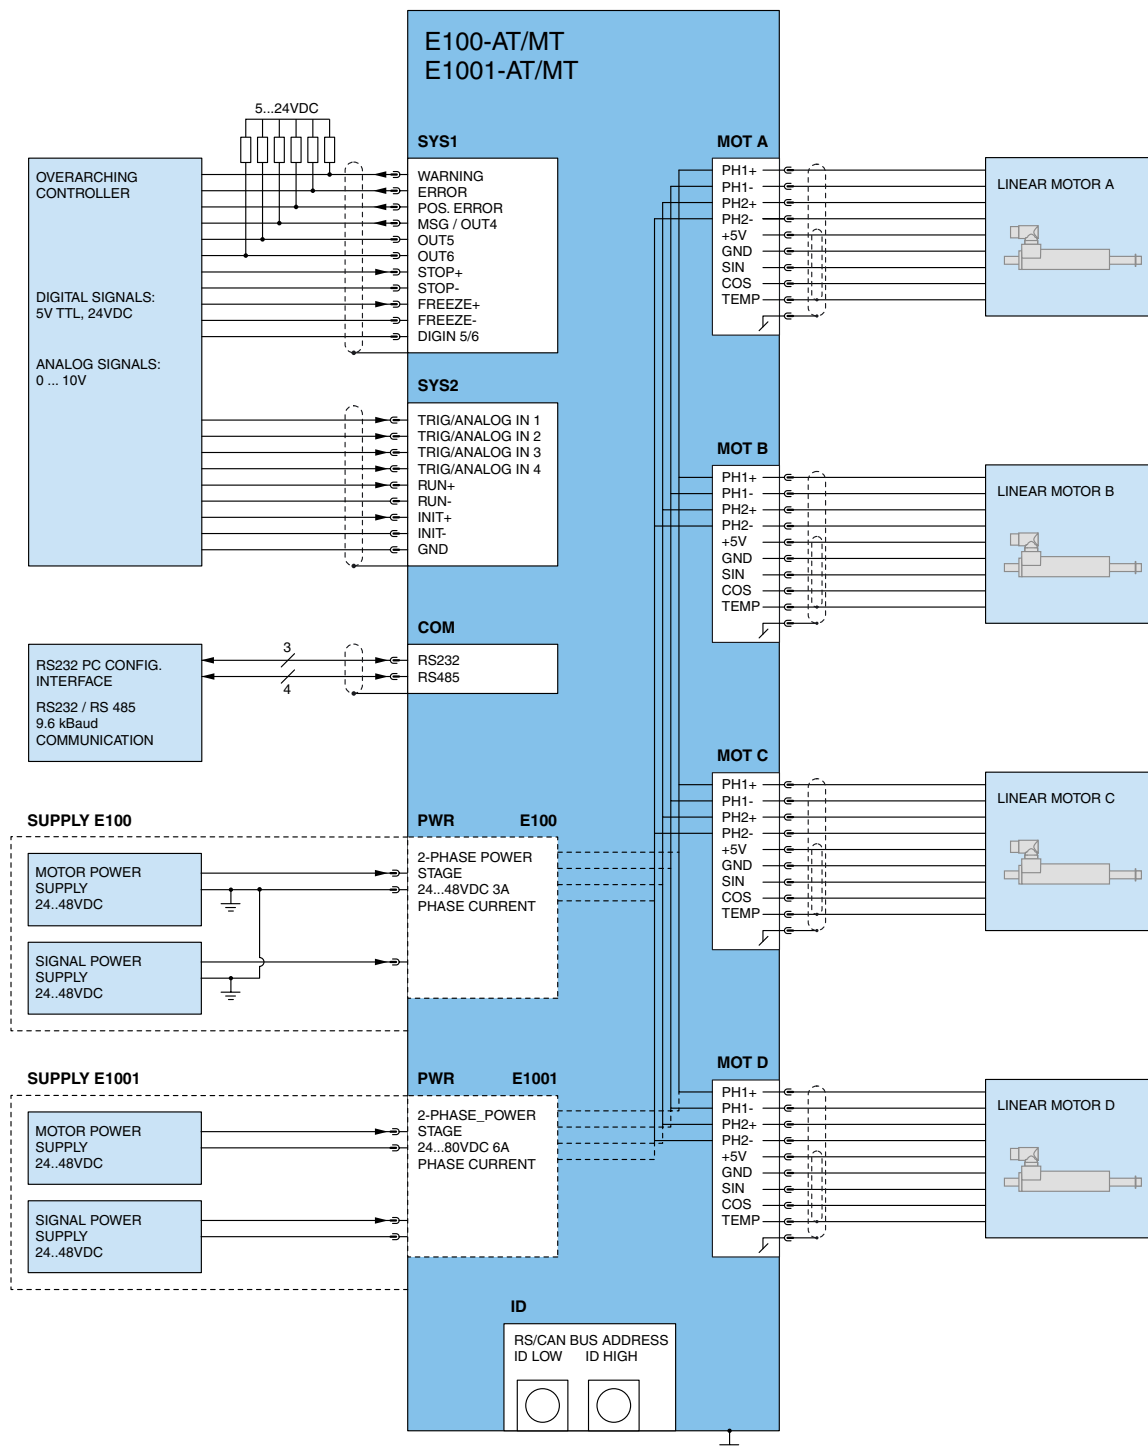 E100-AT/MT
E1001-AT/MT
5...24VDC
SYS1
OVERARCHING
CONTROLLER
DIGITAL SIGNALS:
5V TTL, 24VDC
ANALOG SIGNALS:
0 ... 10V
WARNING
ERROR
POS. ERROR
MSG / OUT4
OUT5
OUT6
STOP+
STOP-
FREEZE+
FREEZE-
DIGIN 5/6
SYS2
TRIG/ANALOG IN 1
TRIG/ANALOG IN 2
TRIG/ANALOG IN 3
TRIG/ANALOG IN 4
RUN+
RUN-
INIT+
INIT-
GND
COM
RS232
RS485
3
4
RS232 PC CONFIG.
INTERFACE
RS232 / RS 485
9.6 kBaud
COMMUNICATION
SUPPLY E100
MOTOR POWER
SUPPLY
24..48VDC
SIGNAL POWER
SUPPLY
24..48VDC
PWR E100
2-PHASE POWER
STAGE
24...48VDC 3A
PHASE CURRENT
SUPPLY E1001
MOTOR POWER
SUPPLY
24..48VDC
SIGNAL POWER
SUPPLY
24..48VDC
PWR E1001
2-PHASE_POWER
STAGE
24...80VDC 6A
PHASE CURRENT
ID
RS/CAN BUS ADDRESS
ID LOW ID HIGH
MOT A
PH1+
PH1-
PH2+
PH2-
+5V
GND
SIN
COS
TEMP
LINEAR MOTOR A
MOT B
PH1+
PH1-
PH2+
PH2-
+5V
GND
SIN
COS
TEMP
LINEAR MOTOR B
MOT C
PH1+
PH1-
PH2+
PH2-
+5V
GND
SIN
COS
TEMP
LINEAR MOTOR C
MOT D
PH1+
PH1-
PH2+
PH2-
+5V
GND
SIN
COS
TEMP
LINEAR MOTOR D